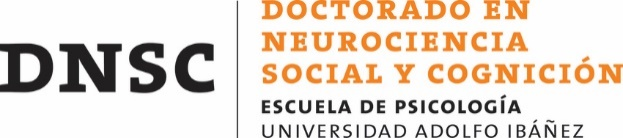 DNSC
DOCTORADO EN
NEUROCIENCIA
SOCIAL Y COGNICIÓN
ESCUELA DE PSICOLOGÍA
UNIVERSIDAD ADOLFO IBÁÑEZ